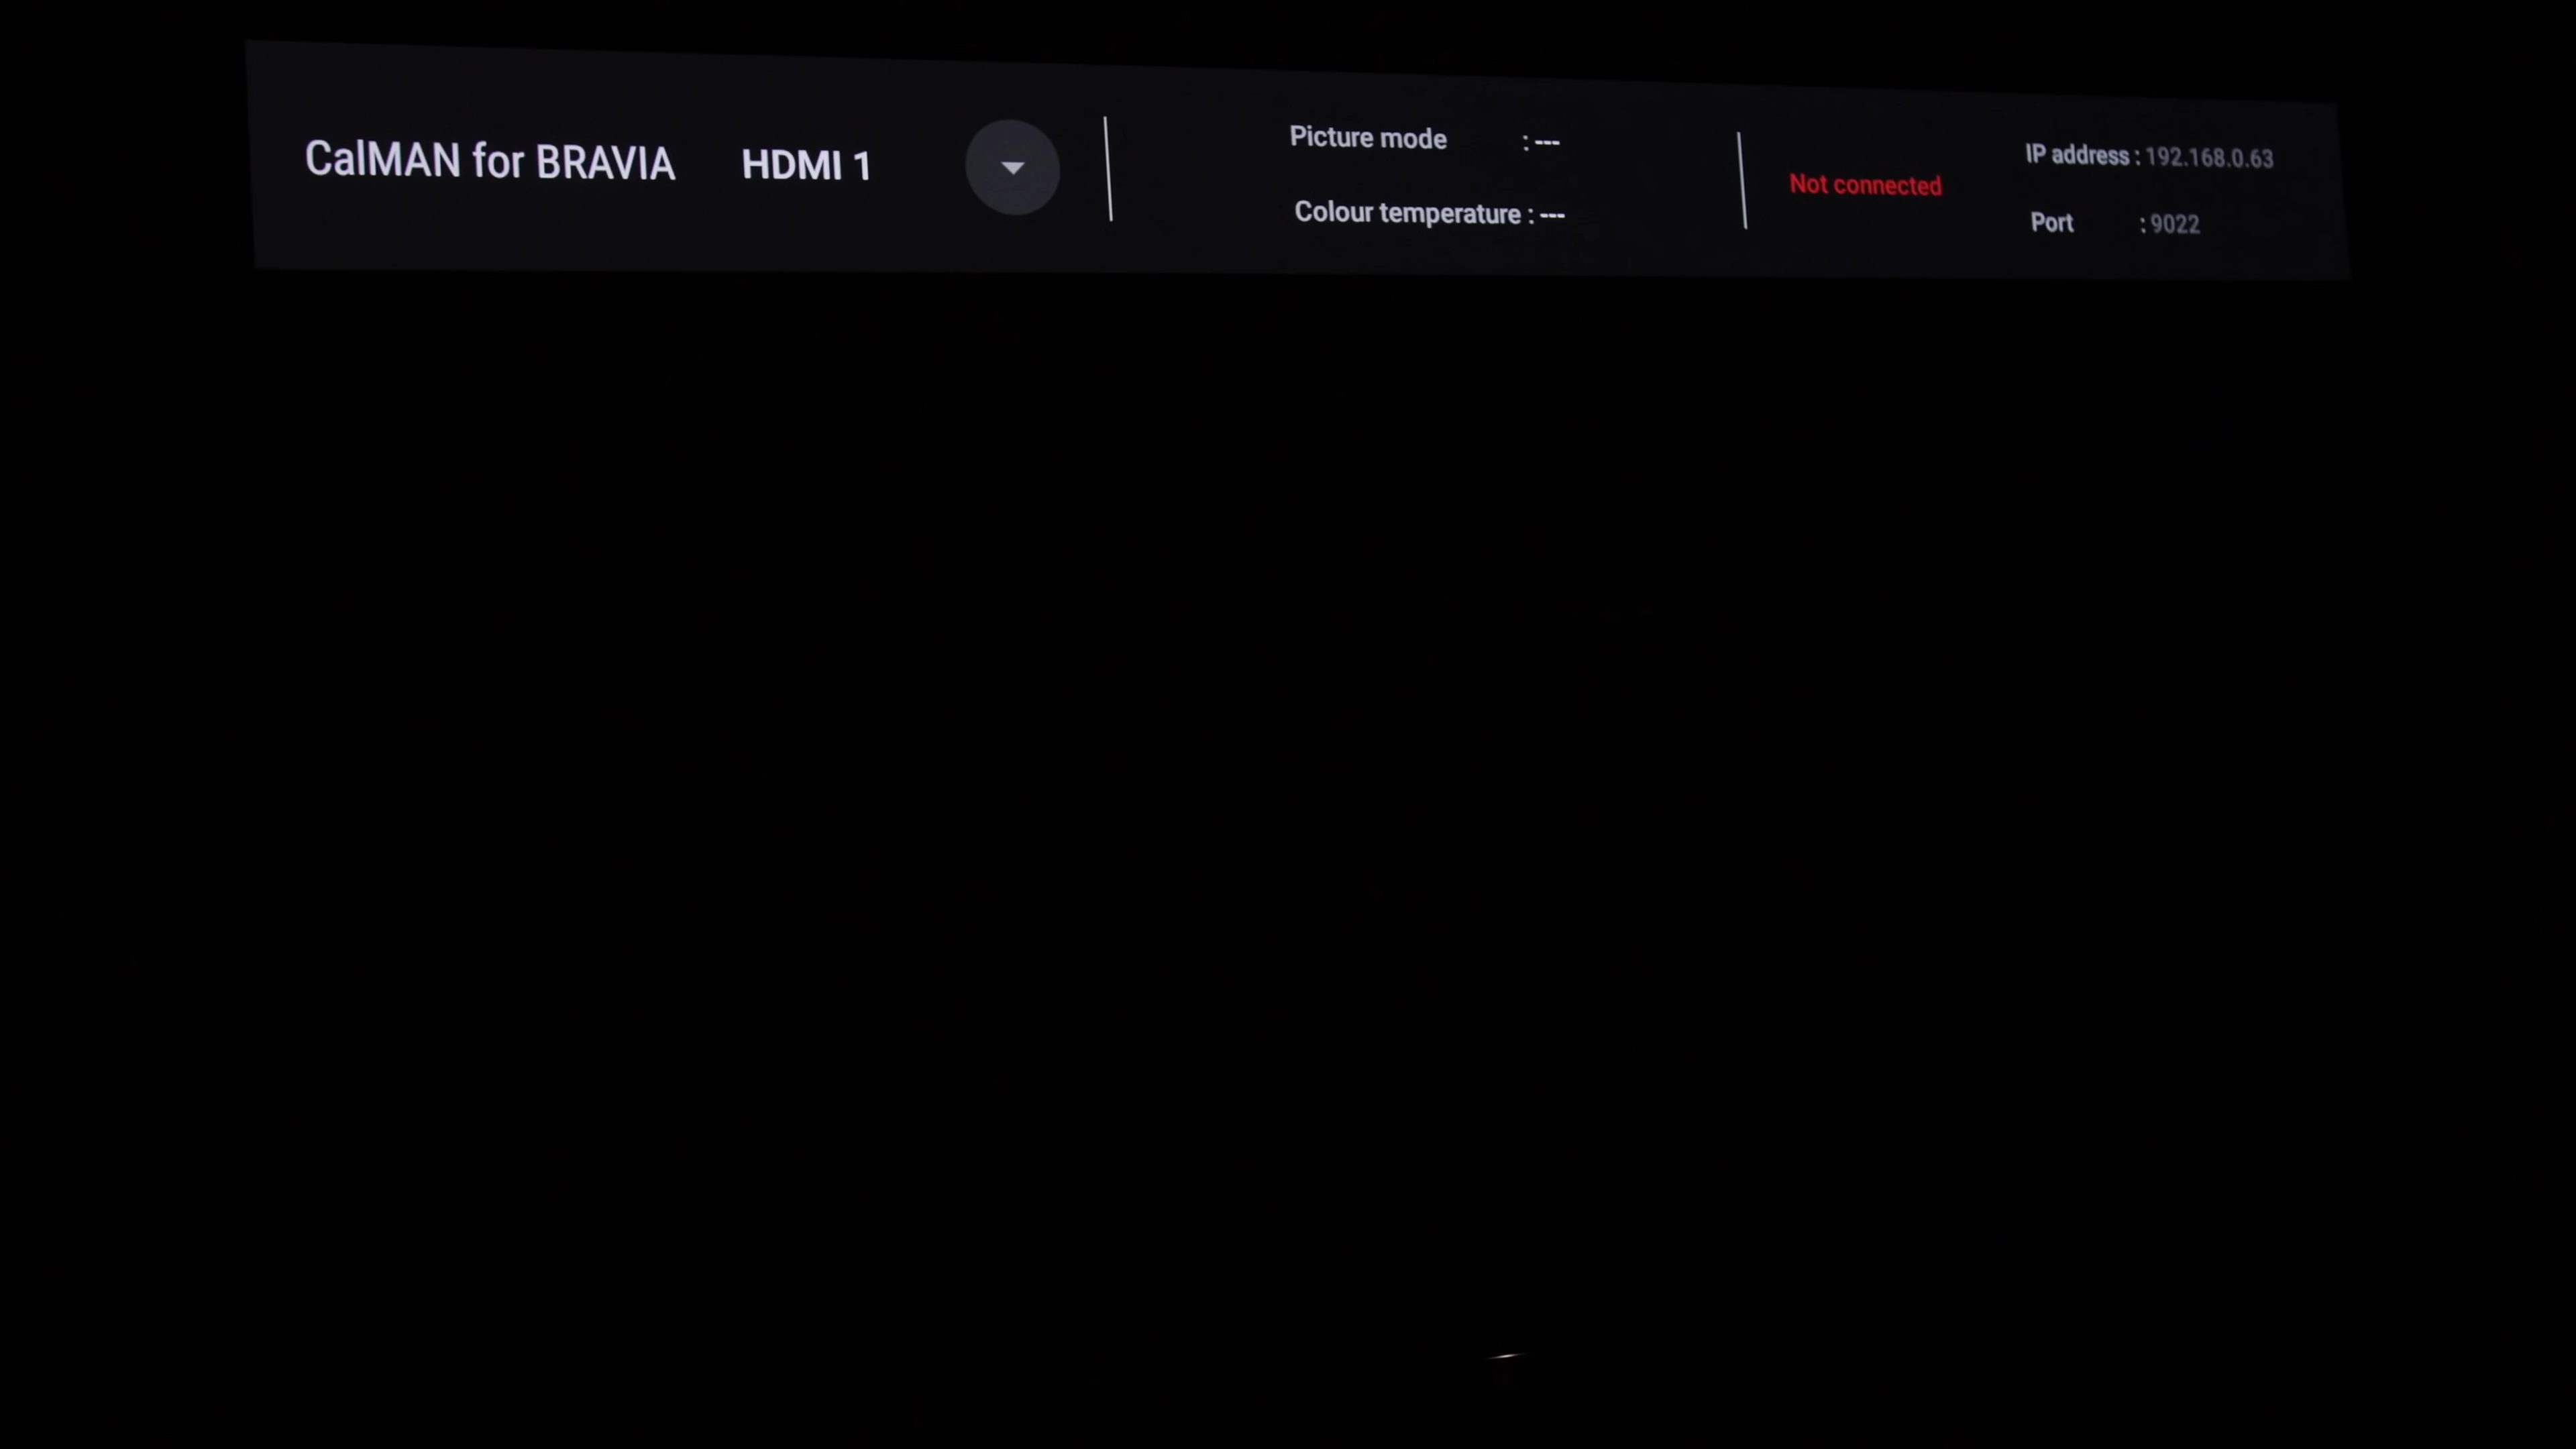 CalMAN for BRAVIA HDMI 1
Picture mode : ---
Colour temperature : ---
Not connected
IP address : 192.168.0.63
Port : 9022